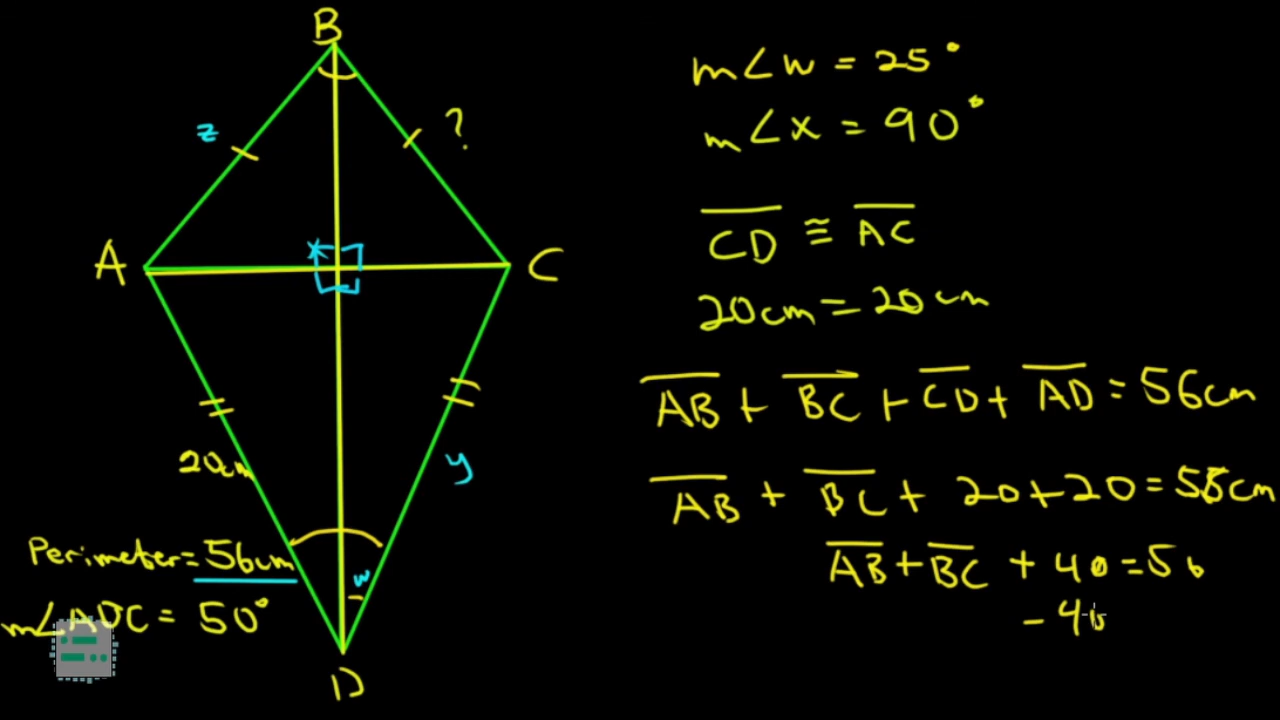 B
z
?
A
x
C
20cm
y
w
Perimeter=56cm
m∠ADC = 50°
D
m∠w = 25°
m∠x = 90°
CD ≅ AC
20cm=20cm
AB + BC + CD + AD = 56cm
AB + BC + 20+20=56cm
AB+BC + 40=56
- 40